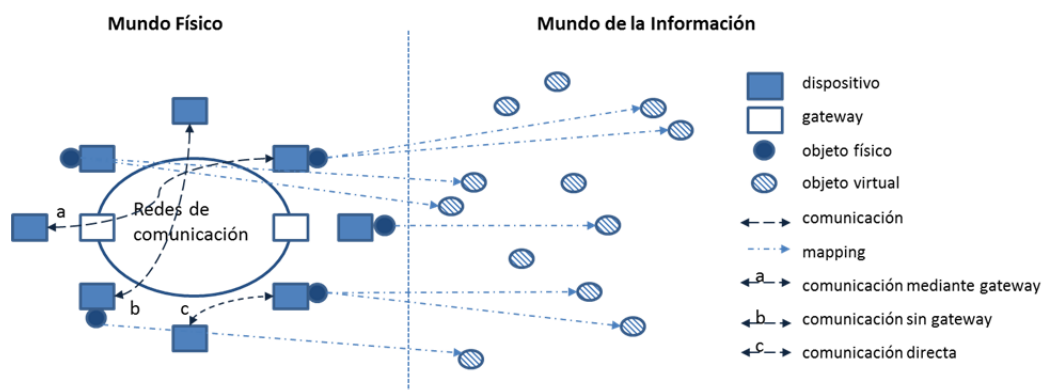 Mundo Físico
Mundo de la Información
a
Redes de
comunicación
b
c
dispositivo
gateway
objeto físico
objeto virtual
comunicación
mapping
a
comunicación mediante gateway
b
comunicación sin gateway
c
comunicación directa